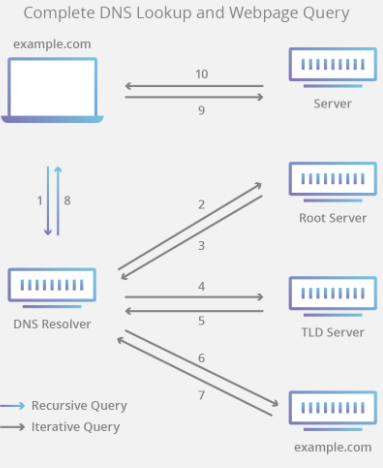 Complete DNS Lookup and Webpage Query
example.com
10
9
Server
1
8
2
3
Root Server
4
5
DNS Resolver
TLD Server
6
7
Recursive Query
Iterative Query
example.com